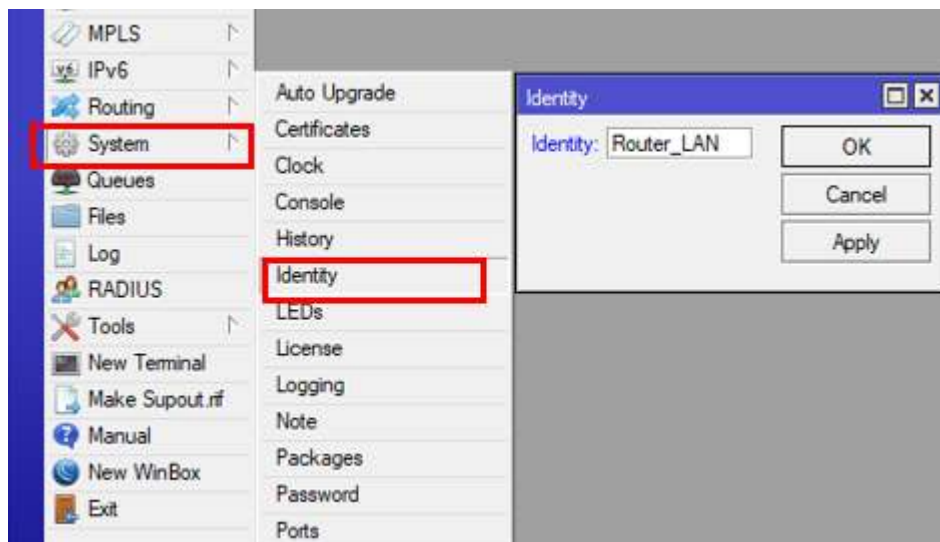 MPLS
v6 IPv6
Routing
System
Queues
Files
Log
RADIUS
Tools
New Terminal
Make Supout.rif
Manual
New WinBox
Exit
Auto Upgrade
Certificates
Clock
Console
History
Identity
LEDs
License
Logging
Note
Packages
Password
Ports
Identity
Identity: Router_LAN
OK
Cancel
Apply